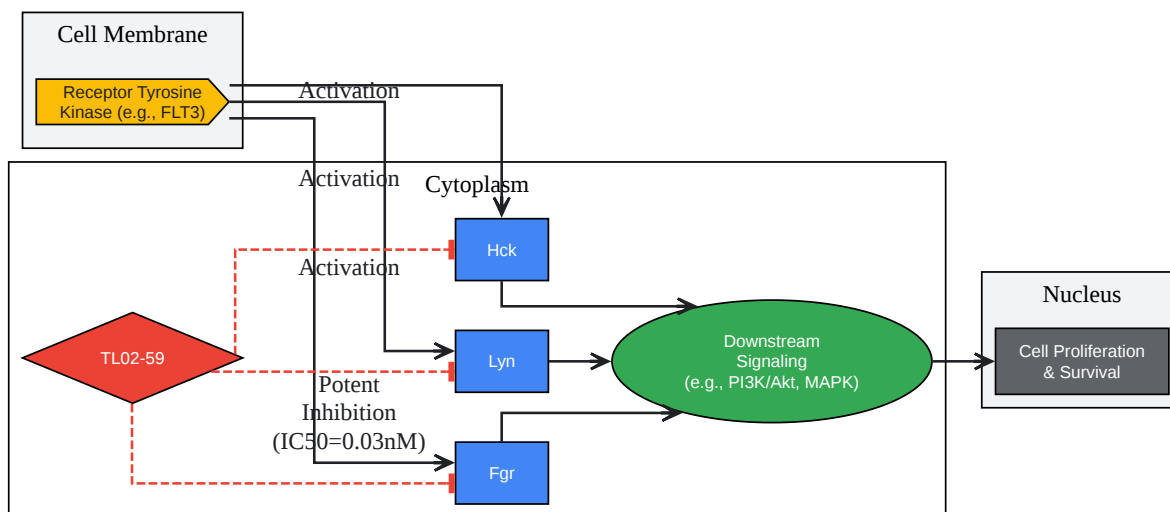 Cell Membrane
Receptor Tyrosine
Kinase (e.g., FLT3)
Activation
Activation
Cytoplasm
Hck
Activation
Nucleus
TL02-59
Lyn
Downstream
Signaling
(e.g., PI3K/Akt, MAPK)
Cell Proliferation
& Survival
Potent
Inhibition
(IC50=0.03nM)
Fgr